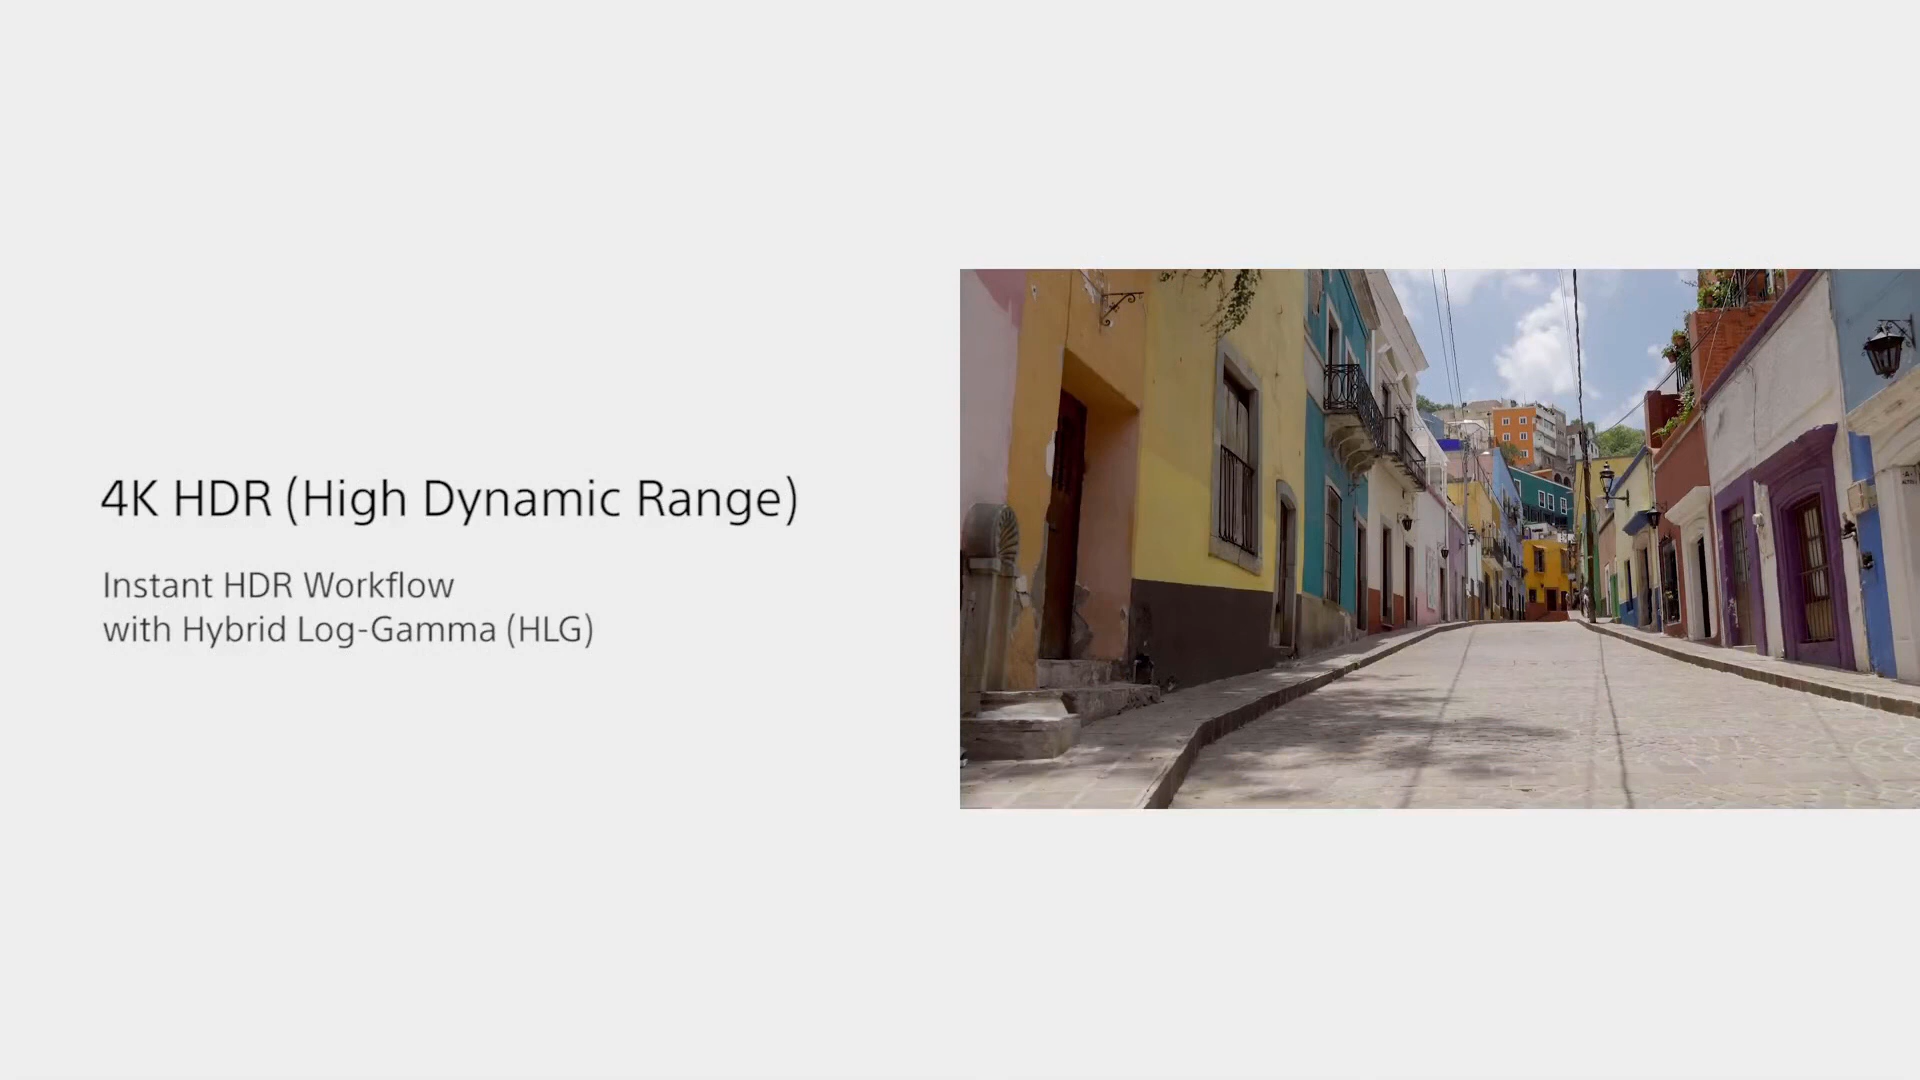 4K HDR (High Dynamic Range)
Instant HDR Workflow
with Hybrid Log-Gamma (HLG)